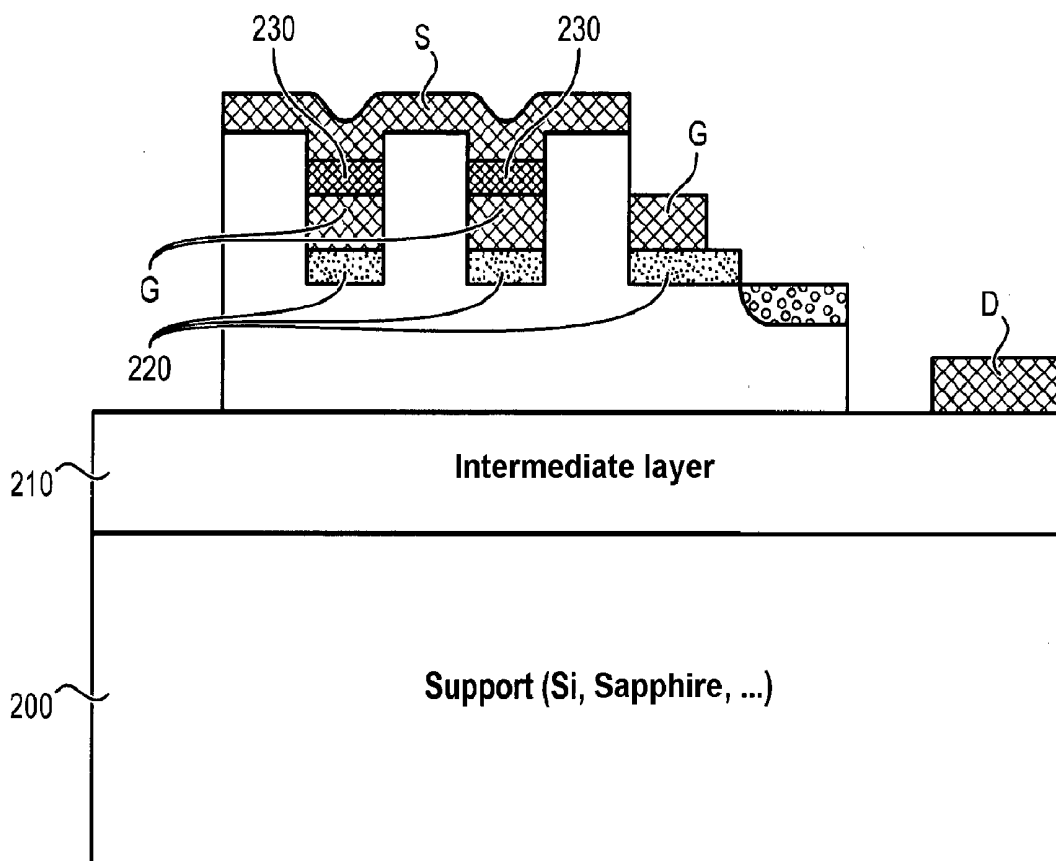 230
S
230
G
G
220
D
210
Intermediate layer
200
Support (Si, Sapphire, ...)